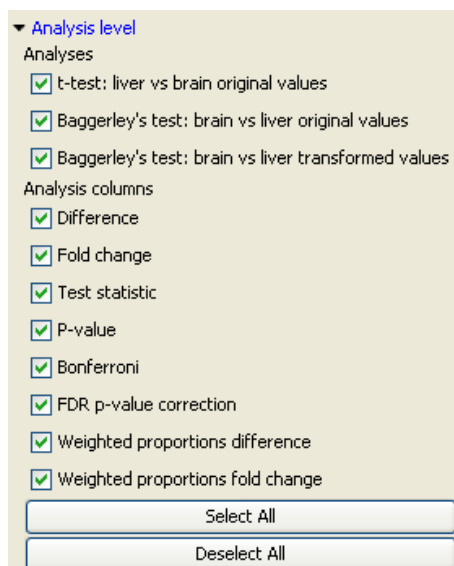 Analysis level
Analyses
t-test: liver vs brain original values
Baggerley's test: brain vs liver original values
Baggerley's test: brain vs liver transformed values
Analysis columns
Difference
Fold change
Test statistic
P-value
Bonferroni
FDR p-value correction
Weighted proportions difference
Weighted proportions fold change
Select All
Deselect All